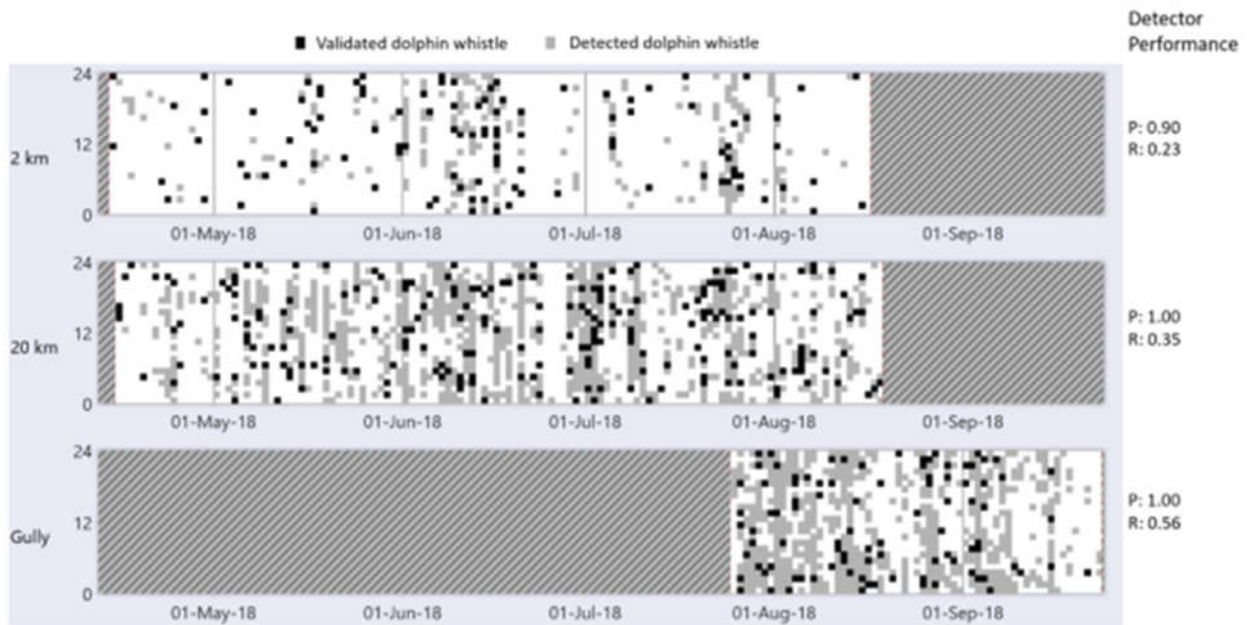 Detector
Performance
Validated dolphin whistle Detected dolphin whistle
24
12
0
2 km
P: 0.90
R: 0.23
01-May-18 01-Jun-18 01-Jul-18 01-Aug-18 01-Sep-18
24
12
0
20 km
P: 1.00
R: 0.35
01-May-18 01-Jun-18 01-Jul-18 01-Aug-18 01-Sep-18
24
12
0
Gully
P: 1.00
R: 0.56
01-May-18 01-Jun-18 01-Jul-18 01-Aug-18 01-Sep-18